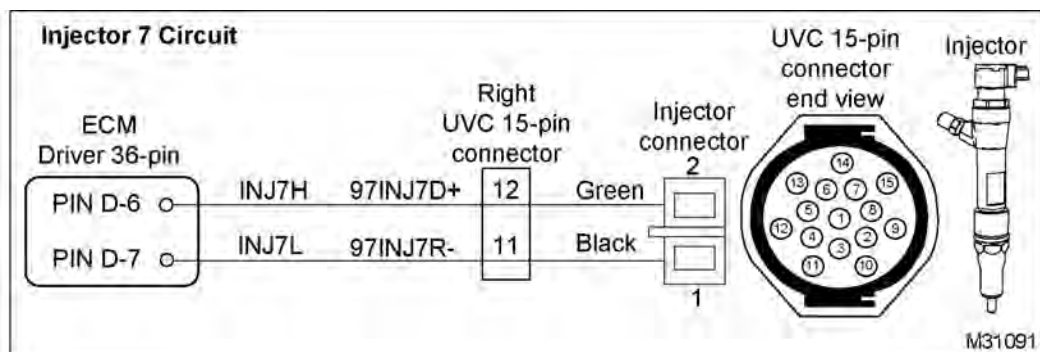 Injector 7 Circuit
ECM
Driver 36-pin
PIN D-6
PIN D-7
INJ7H
INJ7L
97INJ7D+
97INJ7R-
Right
UVC 15-pin
connector
12
11
Green
Black
Injector
connector
2
1
UVC 15-pin
connector
end view
14
13
6
7
15
5
8
12
1
9
4
2
3
11
10
Injector
M31091